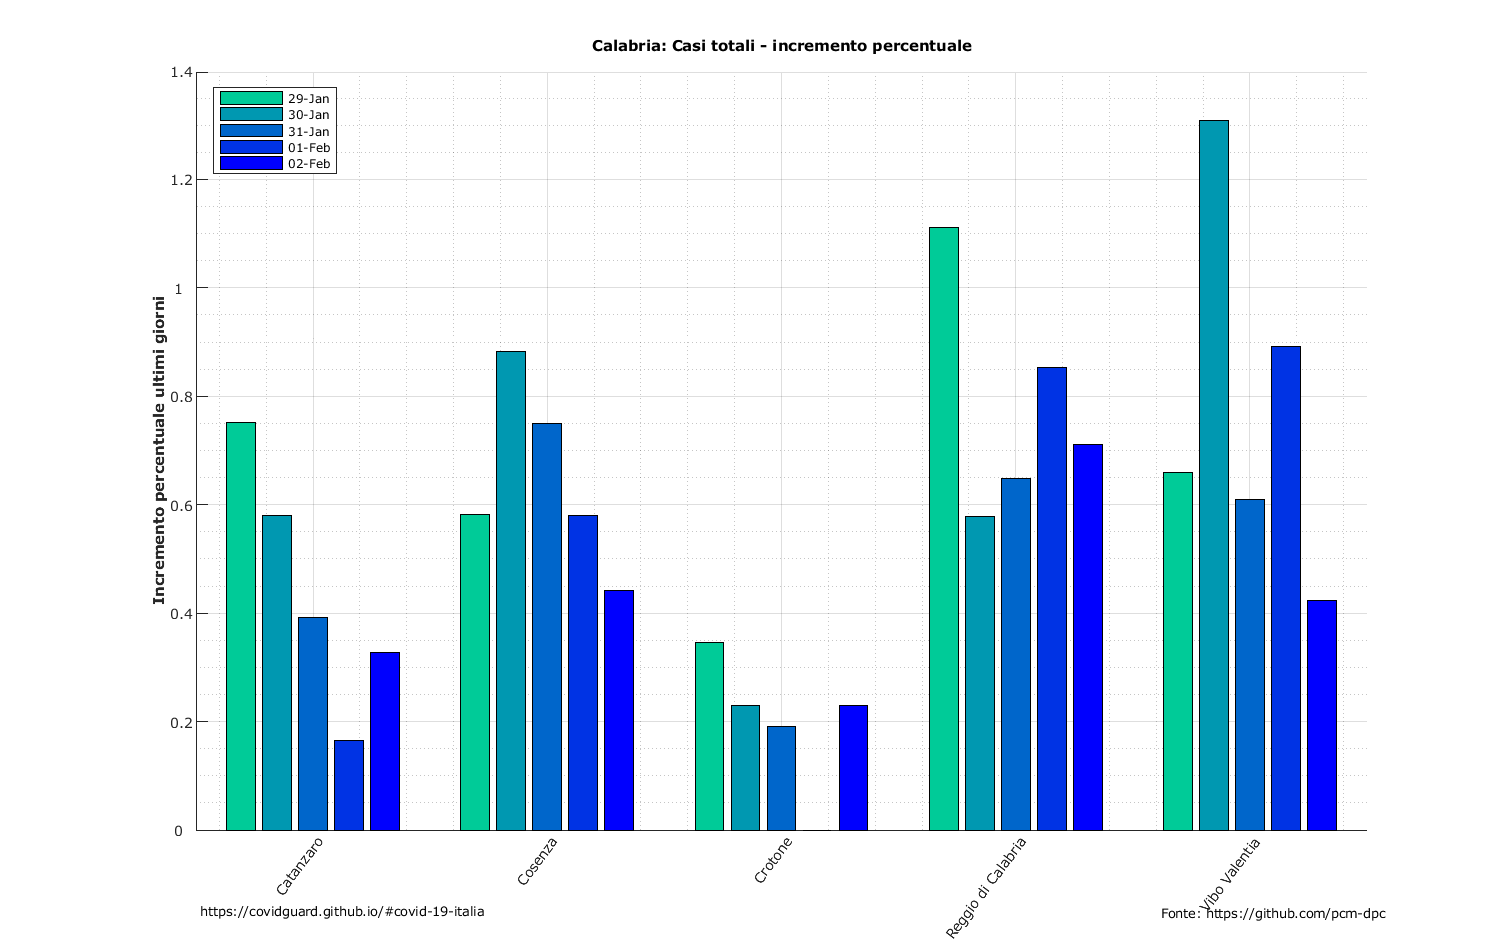 Calabria: Casi totali - incremento percentuale
1.4
1.2
1
0.8
0.6
0.4
0.2
0
Incremento percentuale ultimi giorni
29-Jan
30-Jan
31-Jan
01-Feb
02-Feb
Catanzaro
Cosenza
Crotone
Reggio di Calabria
Vibo Valentia
https://covidguard.github.io/#covid-19-italia
Fonte: https://github.com/pcm-dpc